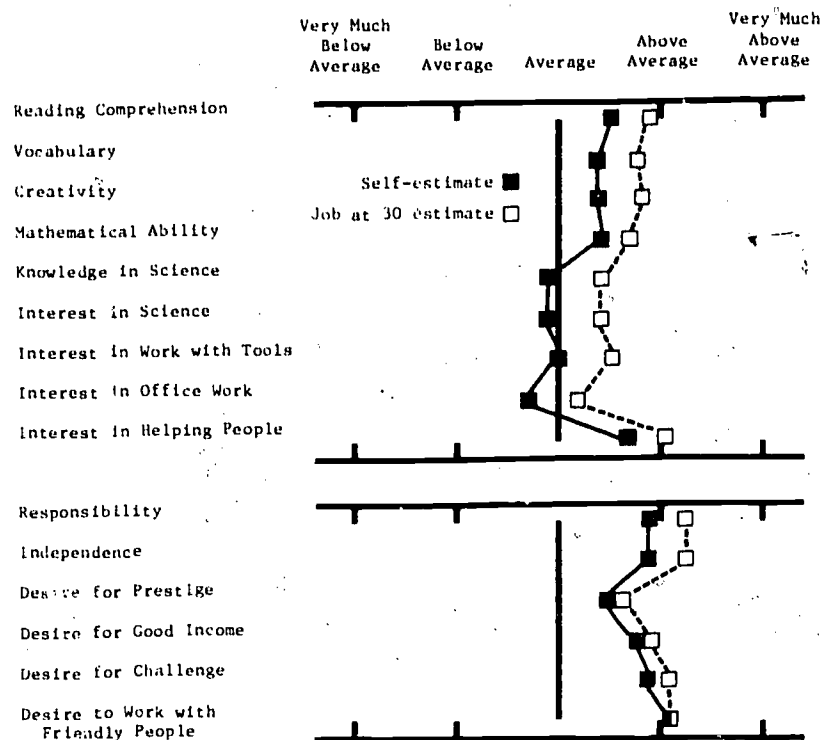 Very Much Below Average
Below Average
Average
Above Average
Very Much Above Average
Reading Comprehension
Vocabulary
Creativity
Self-estimate
Job at 30 estimate
Mathematical Ability
Knowledge in Science
Interest in Science
Interest in Work with Tools
Interest in Office Work
Interest in Helping People
Responsibility
Independence
Desire for Prestige
Desire for Good Income
Desire for Challenge
Desire to Work with
Friendly People